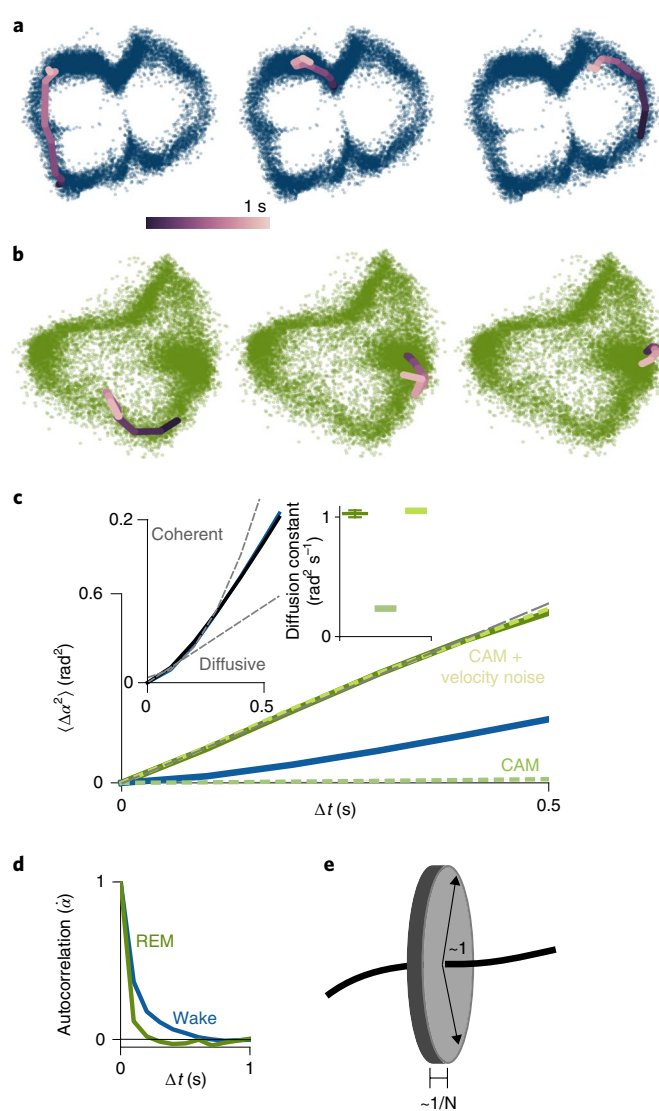 a
1 s
b
c
0.2
Coherent
Diffusive
0
0
0.5
1
0
Diffusion constant
(rad² s⁻¹)
0.6
0
⟨Δα²⟩ (rad²)
CAM +
velocity noise
CAM
0
0.5
Δt (s)
d
1
0
Autocorrelation (α̇)
REM
Wake
0
1
Δt (s)
e
~1
~1/N